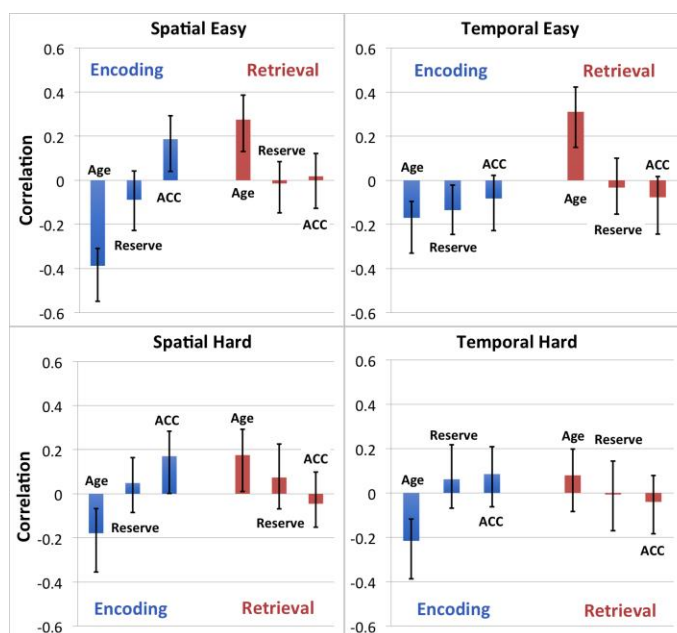 Spatial Easy
Encoding Retrieval
0.6
0.4
0.2
0
-0.2
-0.4
-0.6
Correlation
Age
Reserve
ACC
Age
Reserve
ACC
Temporal Easy
Encoding Retrieval
0.6
0.4
0.2
0
-0.2
-0.4
-0.6
Age
Reserve
ACC
Age
Reserve
ACC
Spatial Hard
0.6
0.4
0.2
0
-0.2
-0.4
-0.6
Correlation
Age
Reserve
ACC
Age
Reserve
ACC
Encoding Retrieval
Temporal Hard
0.6
0.4
0.2
0
-0.2
-0.4
-0.6
Age
Reserve
ACC
Age
Reserve
ACC
Encoding Retrieval